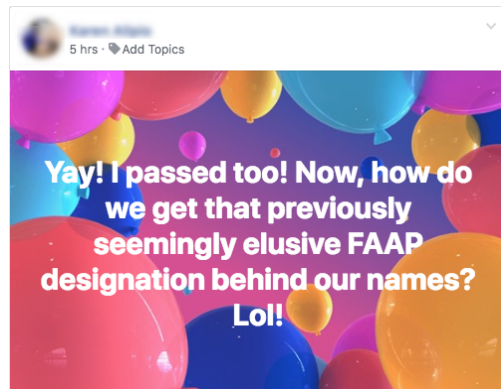 5 hrs · Add Topics
Yay! I passed too! Now, how do
we get that previously
seemingly elusive FAAP
designation behind our names?
Lol!